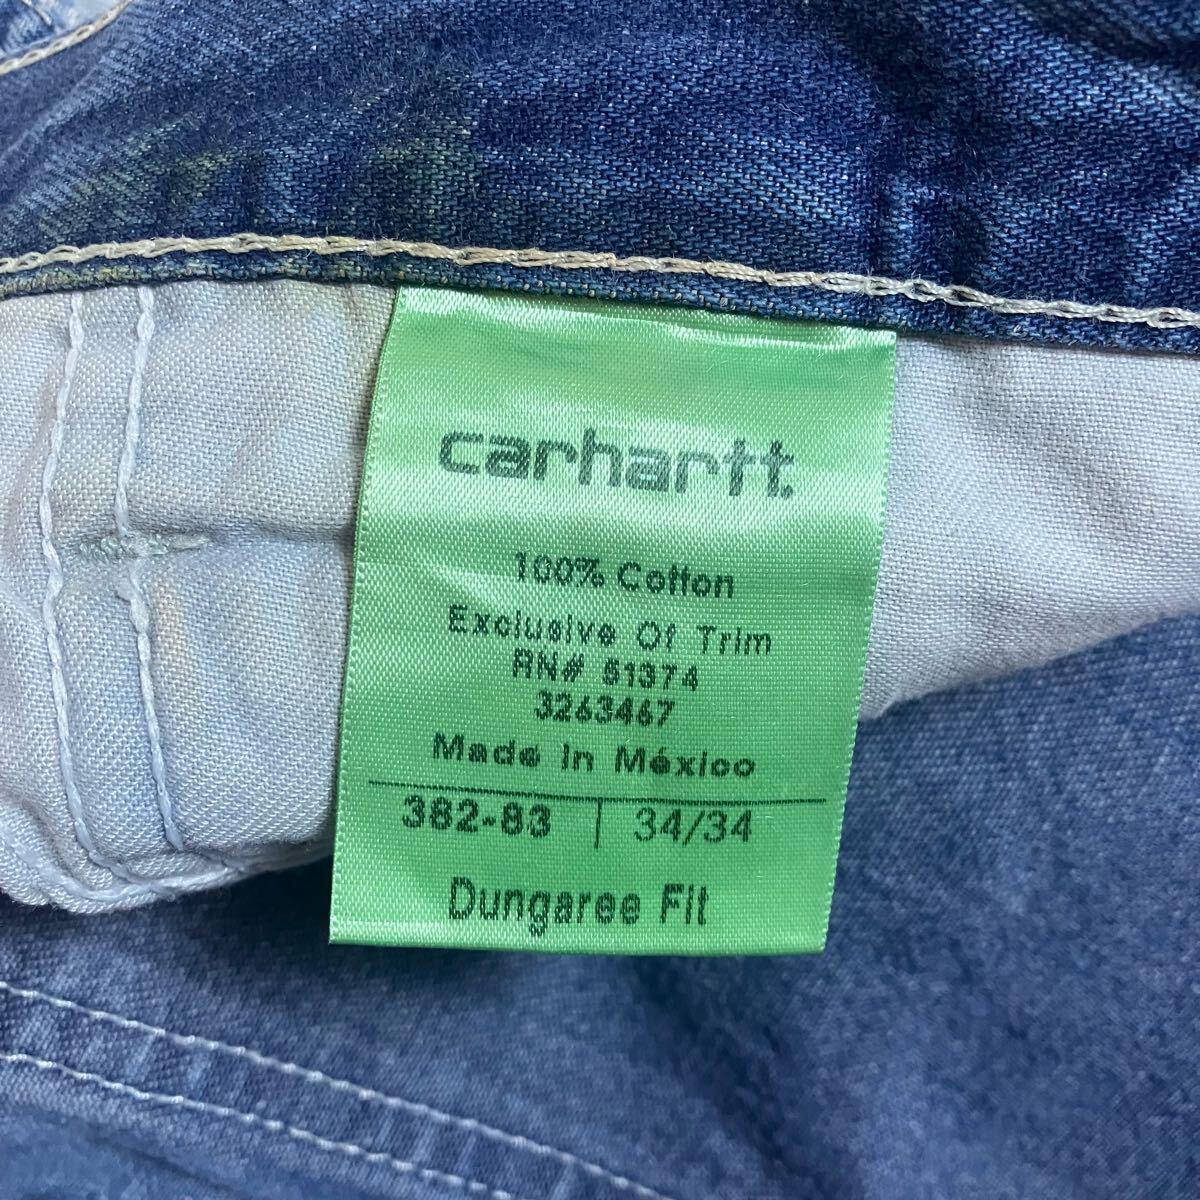 carhartt.
100% Cotton
Exclusive Of Trim
RN# 51374
3263467
Made In México
382-83 | 34/34
Dungaree Fit